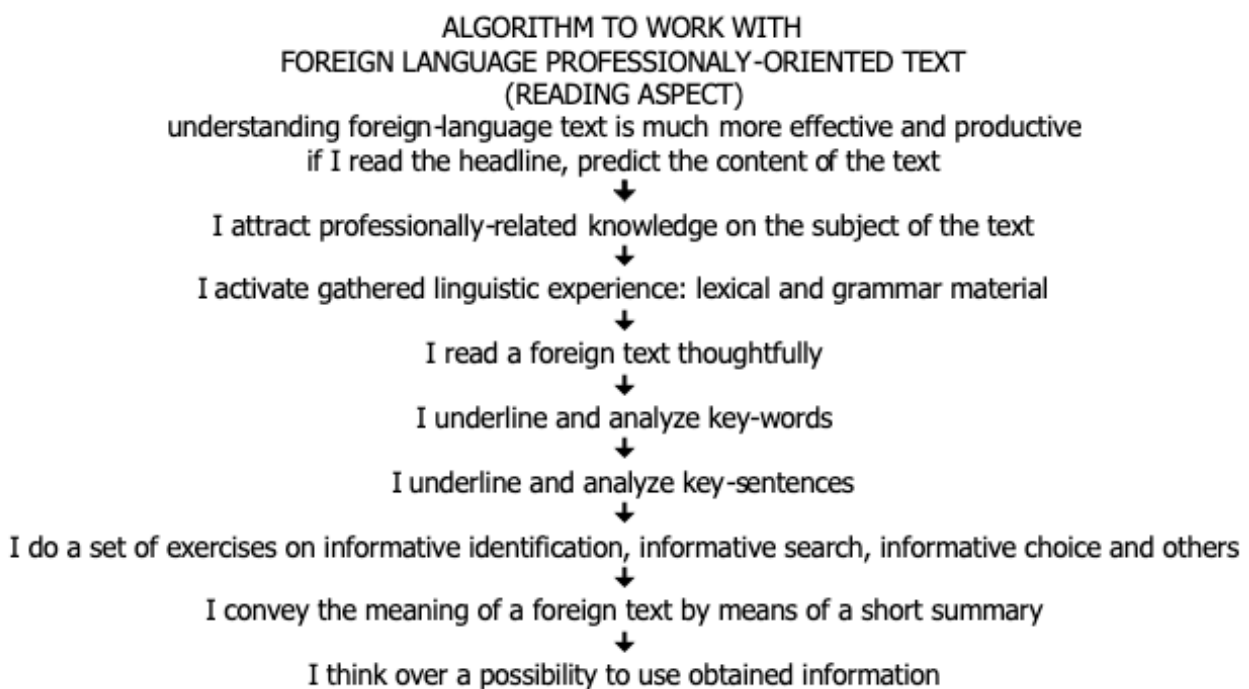 ALGORITHM TO WORK WITH
FOREIGN LANGUAGE PROFESSIONALY-ORIENTED TEXT
(READING ASPECT)
understanding foreign-language text is much more effective and productive
if I read the headline, predict the content of the text
I attract professionally-related knowledge on the subject of the text
I activate gathered linguistic experience: lexical and grammar material
I read a foreign text thoughtfully
I underline and analyze key-words
I underline and analyze key-sentences
I do a set of exercises on informative identification, informative search, informative choice and others
I convey the meaning of a foreign text by means of a short summary
I think over a possibility to use obtained information